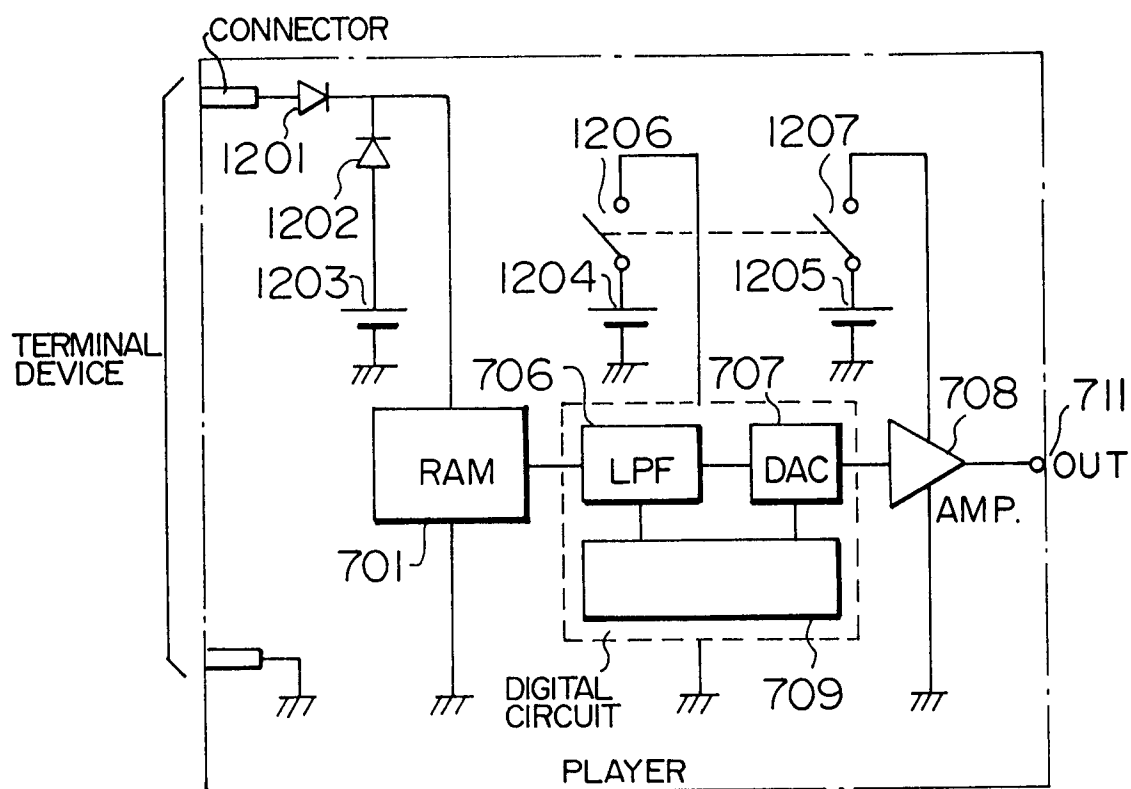 CONNECTOR
1201
1202
1203
1206
1207
1204
1205
TERMINAL
DEVICE
706
707
708
711
RAM
LPF
DAC
OUT
AMP.
701
709
DIGITAL
CIRCUIT
PLAYER